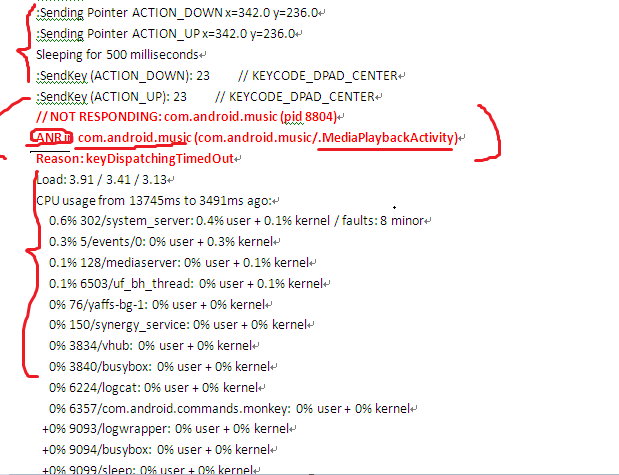 :Sending Pointer ACTION_DOWN x=342.0 y=236.0
:Sending Pointer ACTION_UP x=342.0 y=236.0
Sleeping for 500 milliseconds
:SendKey (ACTION_DOWN): 23 // KEYCODE_DPAD_CENTER
:SendKey (ACTION_UP): 23 // KEYCODE_DPAD_CENTER
// NOT RESPONDING: com.android.music (pid 8804)
ANR in com.android.music (com.android.music/.MediaPlaybackActivity)
Reason: keyDispatchingTimedOut
Load: 3.91 / 3.41 / 3.13
CPU usage from 13745ms to 3491ms ago:
0.6% 302/system_server: 0.4% user + 0.1% kernel / faults: 8 minor
0.3% 5/events/0: 0% user + 0.3% kernel
0.1% 128/mediaserver: 0% user + 0.1% kernel
0.1% 6503/uf_bh_thread: 0% user + 0.1% kernel
0% 76/yaffs-bg-1: 0% user + 0% kernel
0% 150/synergy_service: 0% user + 0% kernel
0% 3834/vhub: 0% user + 0% kernel
0% 3840/busybox: 0% user + 0% kernel
0% 6224/logcat: 0% user + 0% kernel
0% 6357/com.android.commands.monkey: 0% user + 0% kernel
+0% 9093/logwrapper: 0% user + 0% kernel
+0% 9094/busybox: 0% user + 0% kernel
+0% 9099/sleep: 0% user + 0% kernel